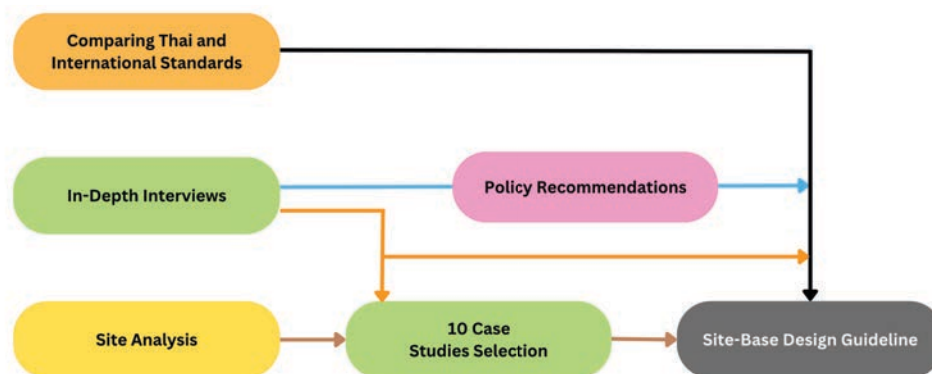 Comparing Thai and
International Standards
In-Depth Interviews
Policy Recommendations
Site Analysis
10 Case
Studies Selection
Site-Base Design Guideline